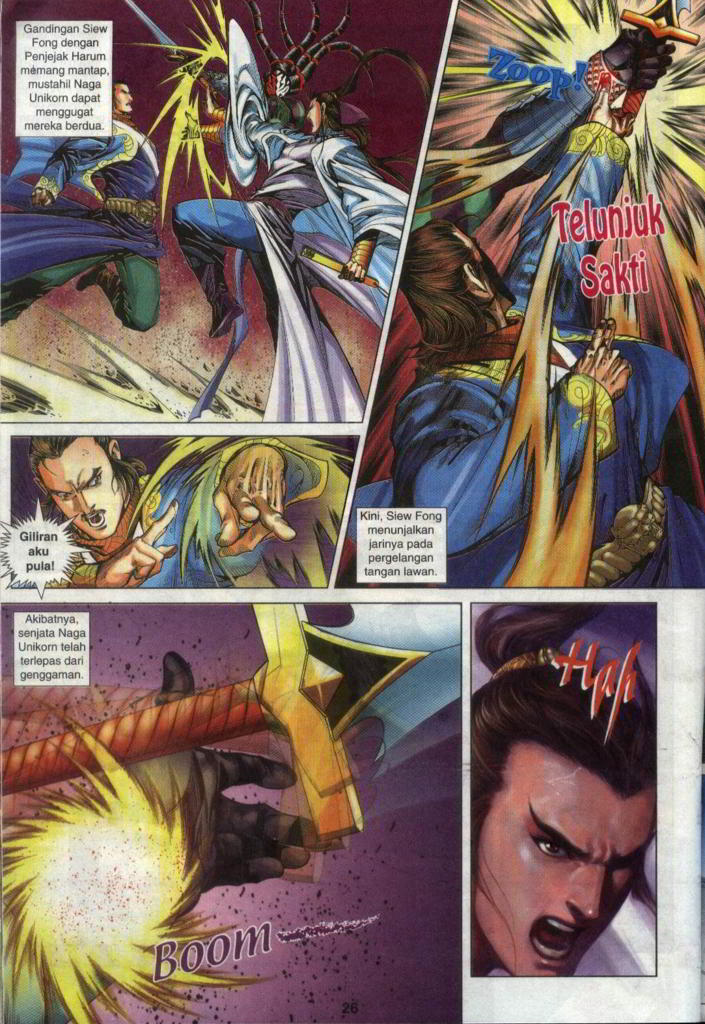 Gandingan Siew
Fong dengan
Penjejak Harum
memang mantap,
mustahil Naga
Unikorn dapat
menggugat
mereka berdua.
Zoop!
Telunjuk
Sakti
Giliran
aku
pula!
Kini, Siew Fong
menunjalkan
jarinya pada
pergelangan
tangan lawan.
Akibatnya,
senjata Naga
Unikorn telah
terlepas dari
genggaman.
Hah
BOOM
26